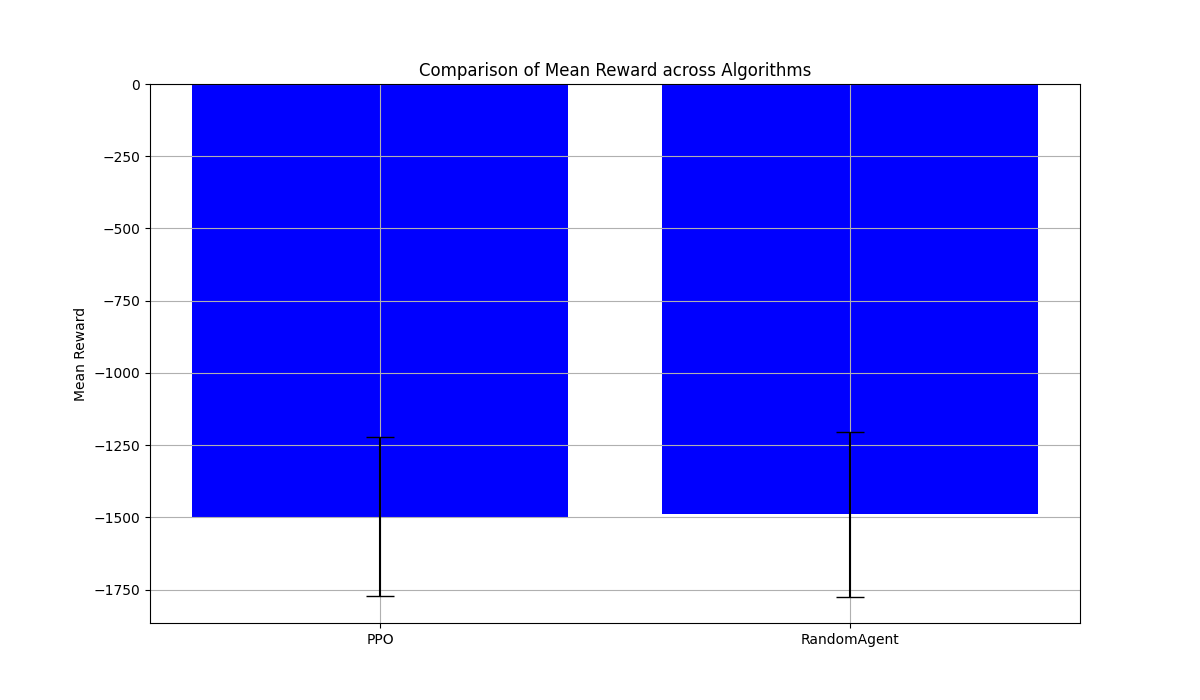 Comparison of Mean Reward across Algorithms
0
−250
−500
−750
−1000
−1250
−1500
−1750
Mean Reward
PPO
RandomAgent